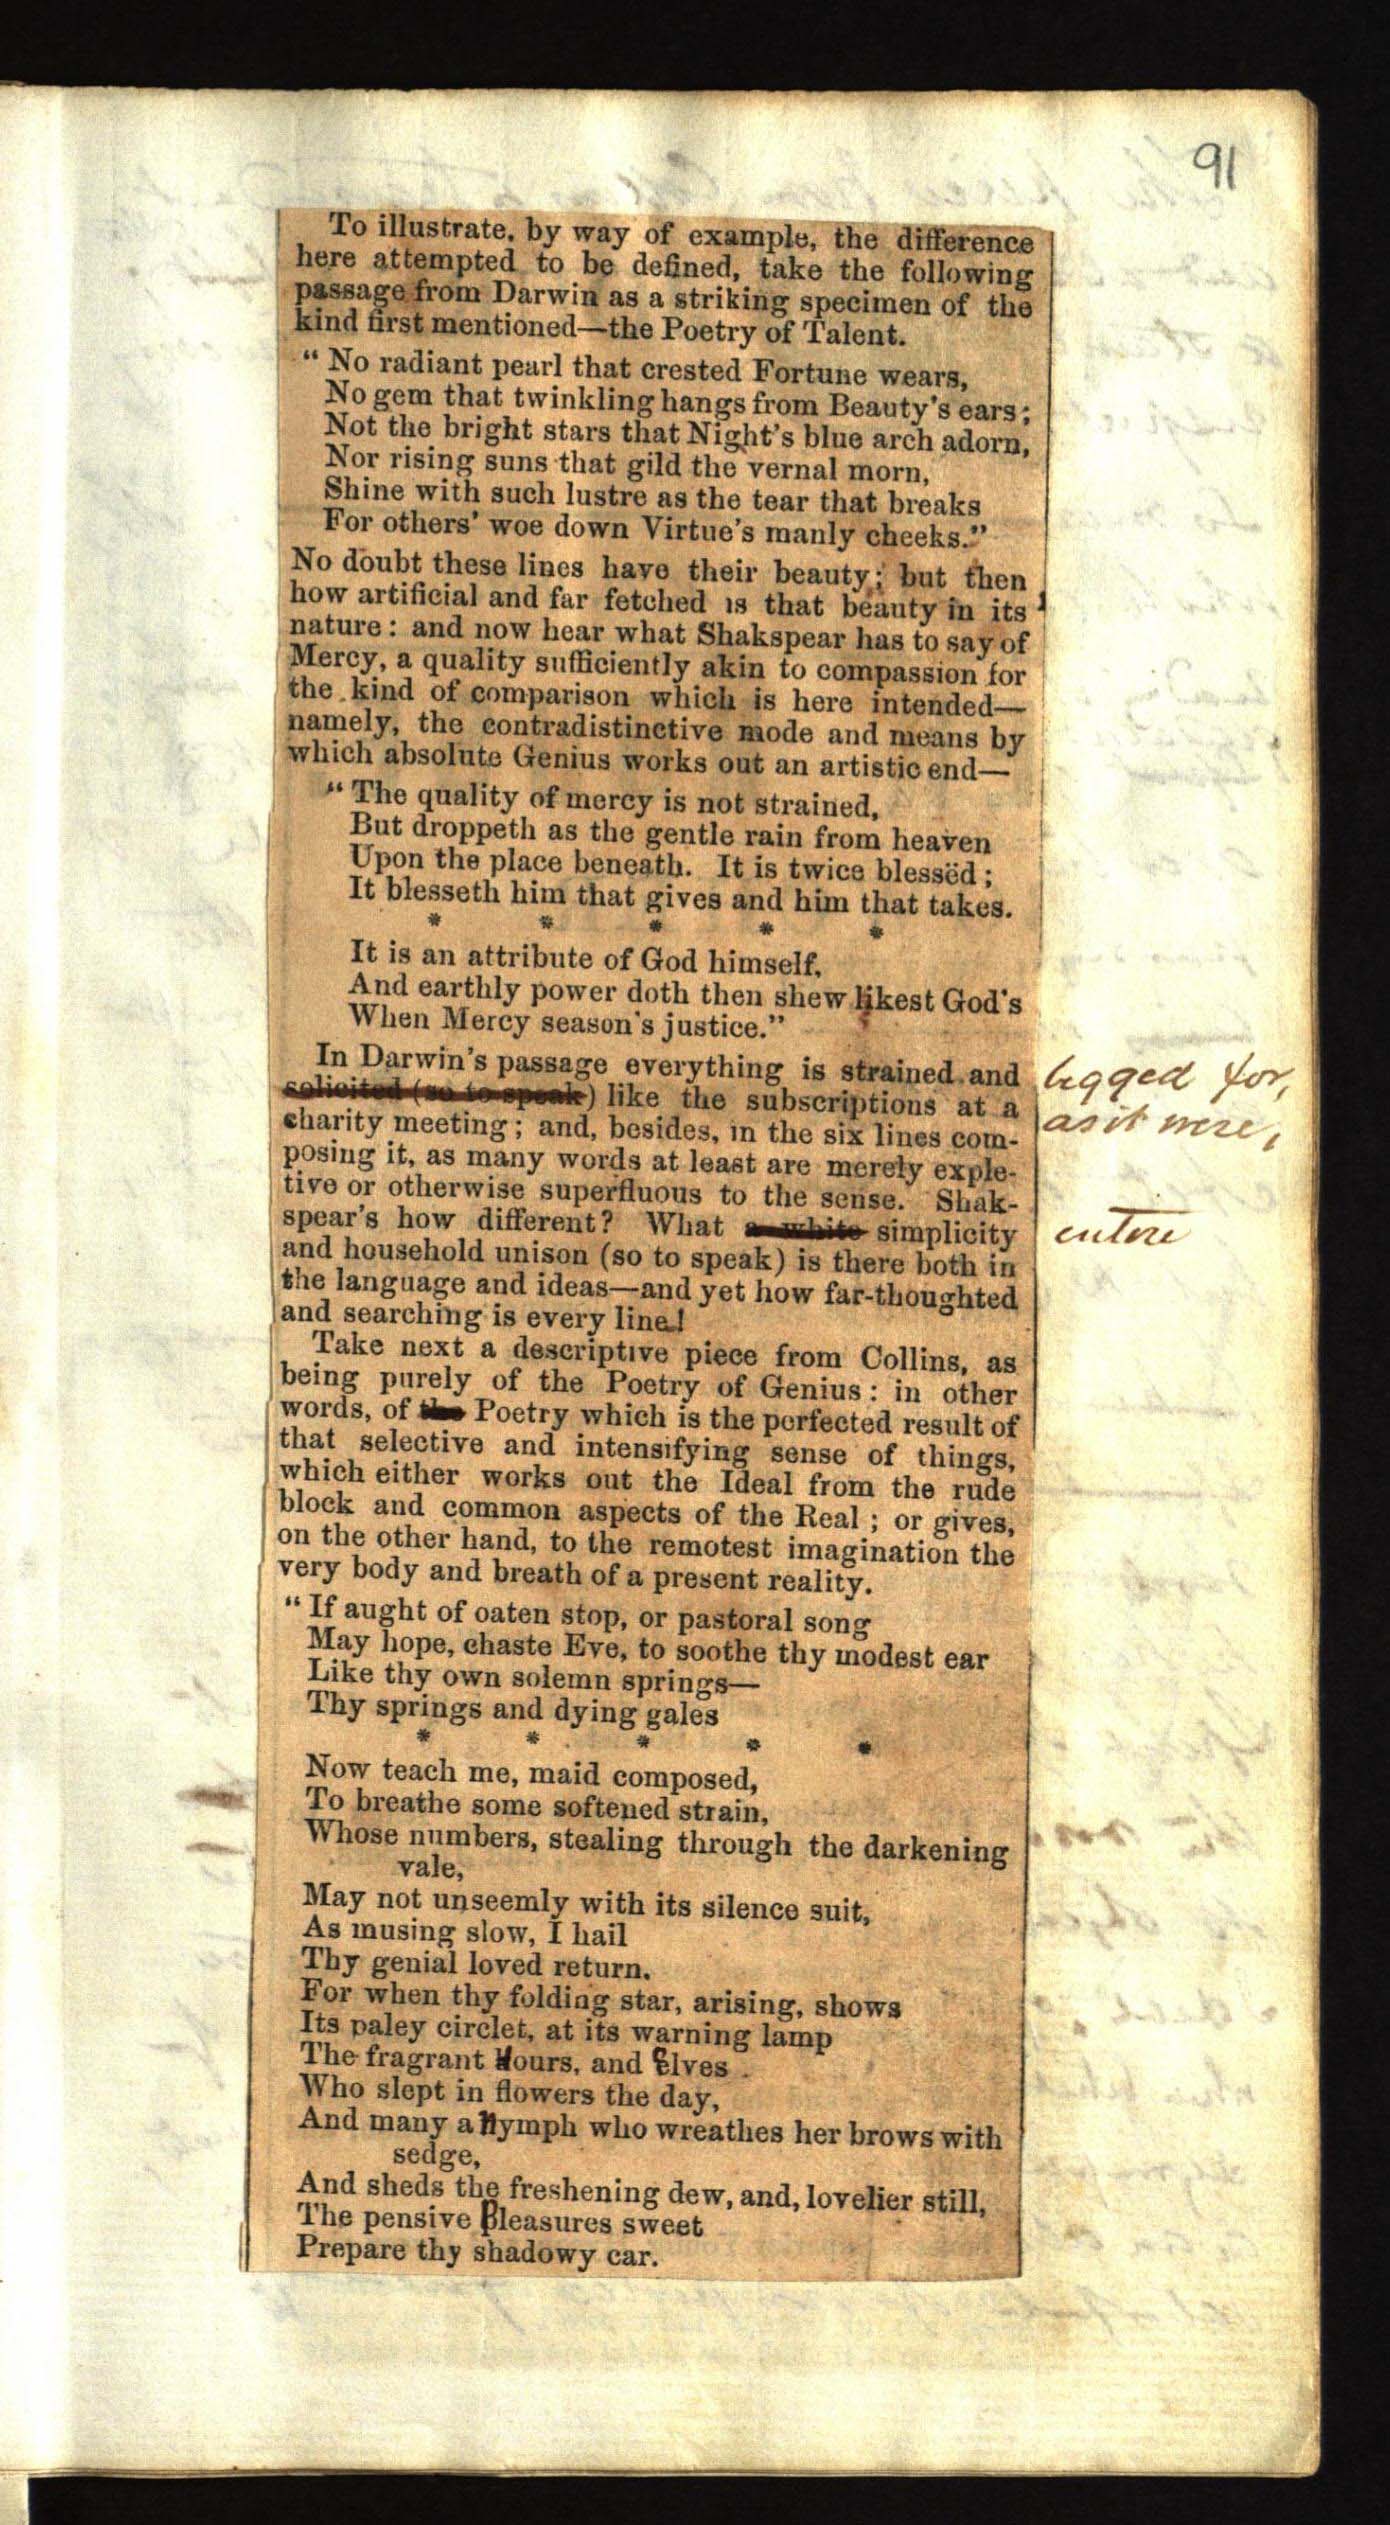 91
To illustrate, by way of example, the difference
here attempted to be defined, take the following
passage from Darwin as a striking specimen of the
kind first mentioned—the Poetry of Talent.
“ No radiant pearl that crested Fortune wears,
No gem that twinkling hangs from Beauty's ears;
Not the bright stars that Night's blue arch adorn,
Nor rising suns that gild the vernal morn,
Shine with such lustre as the tear that breaks
For others' woe down Virtue's manly cheeks.”
No doubt these lines have their beauty; but then
how artificial and far fetched is that beauty in its
nature: and now hear what Shakspear has to say of
Mercy, a quality sufficiently akin to compassion for
the kind of comparison which is here intended—
namely, the contradistinctive mode and means by
which absolute Genius works out an artistic end—
“ The quality of mercy is not strained,
But droppeth as the gentle rain from heaven
Upon the place beneath. It is twice blessëd;
It blesseth him that gives and him that takes.
* * * * *
It is an attribute of God himself,
And earthly power doth then shew likest God's
When Mercy season's justice.”
In Darwin's passage everything is strained and
solicited (so to speak) like the subscriptions at a
begged for,
as it were,
charity meeting; and, besides, in the six lines com-
posing it, as many words at least are merely exple-
tive or otherwise superfluous to the sense. Shak-
spear's how different? What a white simplicity
entire
and household unison (so to speak) is there both in
the language and ideas—and yet how far-thoughted
and searching is every line!
Take next a descriptive piece from Collins, as
being purely of the Poetry of Genius: in other
words, of the Poetry which is the perfected result of
that selective and intensifying sense of things,
which either works out the Ideal from the rude
block and common aspects of the Real; or gives,
on the other hand, to the remotest imagination the
very body and breath of a present reality.
“ If aught of oaten stop, or pastoral song
May hope, chaste Eve, to soothe thy modest ear
Like thy own solemn springs—
Thy springs and dying gales
* * * * *
Now teach me, maid composed,
To breathe some softened strain,
Whose numbers, stealing through the darkening
vale,
May not unseemly with its silence suit,
As musing slow, I hail
Thy genial loved return.
For when thy folding star, arising, shows
Its paley circlet, at its warning lamp
The fragrant Hours, and Elves
Who slept in flowers the day,
And many a Nymph who wreathes her brows with
sedge,
And sheds the freshening dew, and, lovelier still,
The pensive Pleasures sweet
Prepare thy shadowy car.